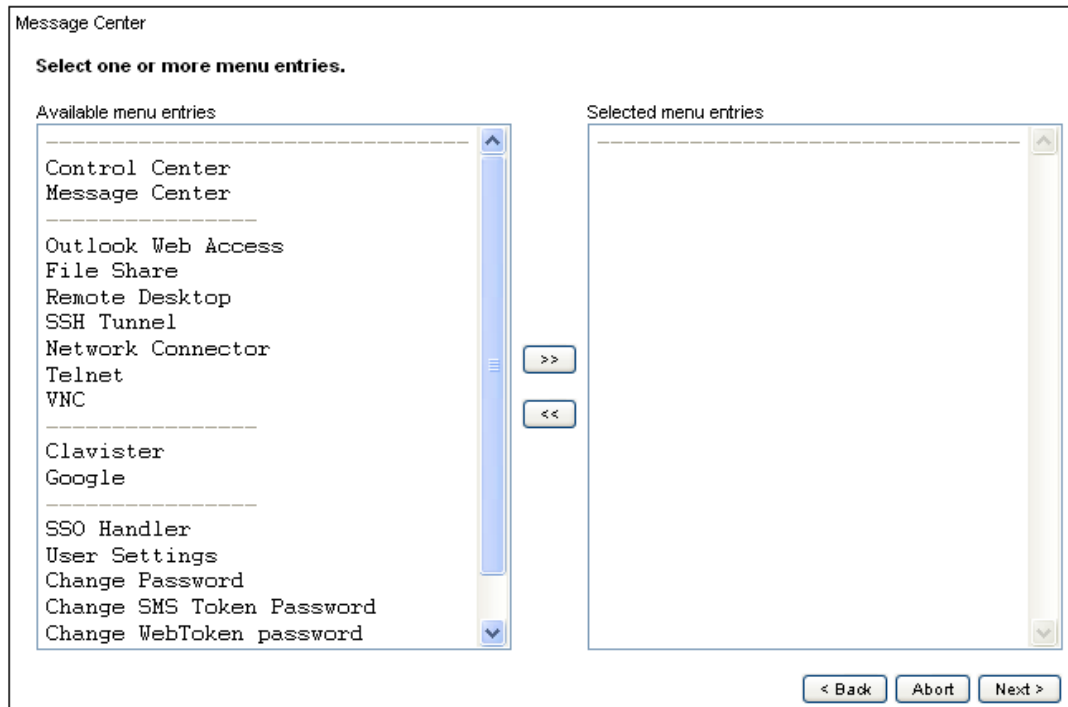 Message Center
Select one or more menu entries.
Available menu entries
Selected menu entries
--------------------------------
--------------------------------
Control Center
Message Center
----------------
Outlook Web Access
File Share
Remote Desktop
SSH Tunnel
Network Connector
Telnet
VNC
----------------
Clavister
Google
----------------
SSO Handler
User Settings
Change Password
Change SMS Token Password
Change WebToken password
>>
<<
< Back
Abort
Next >